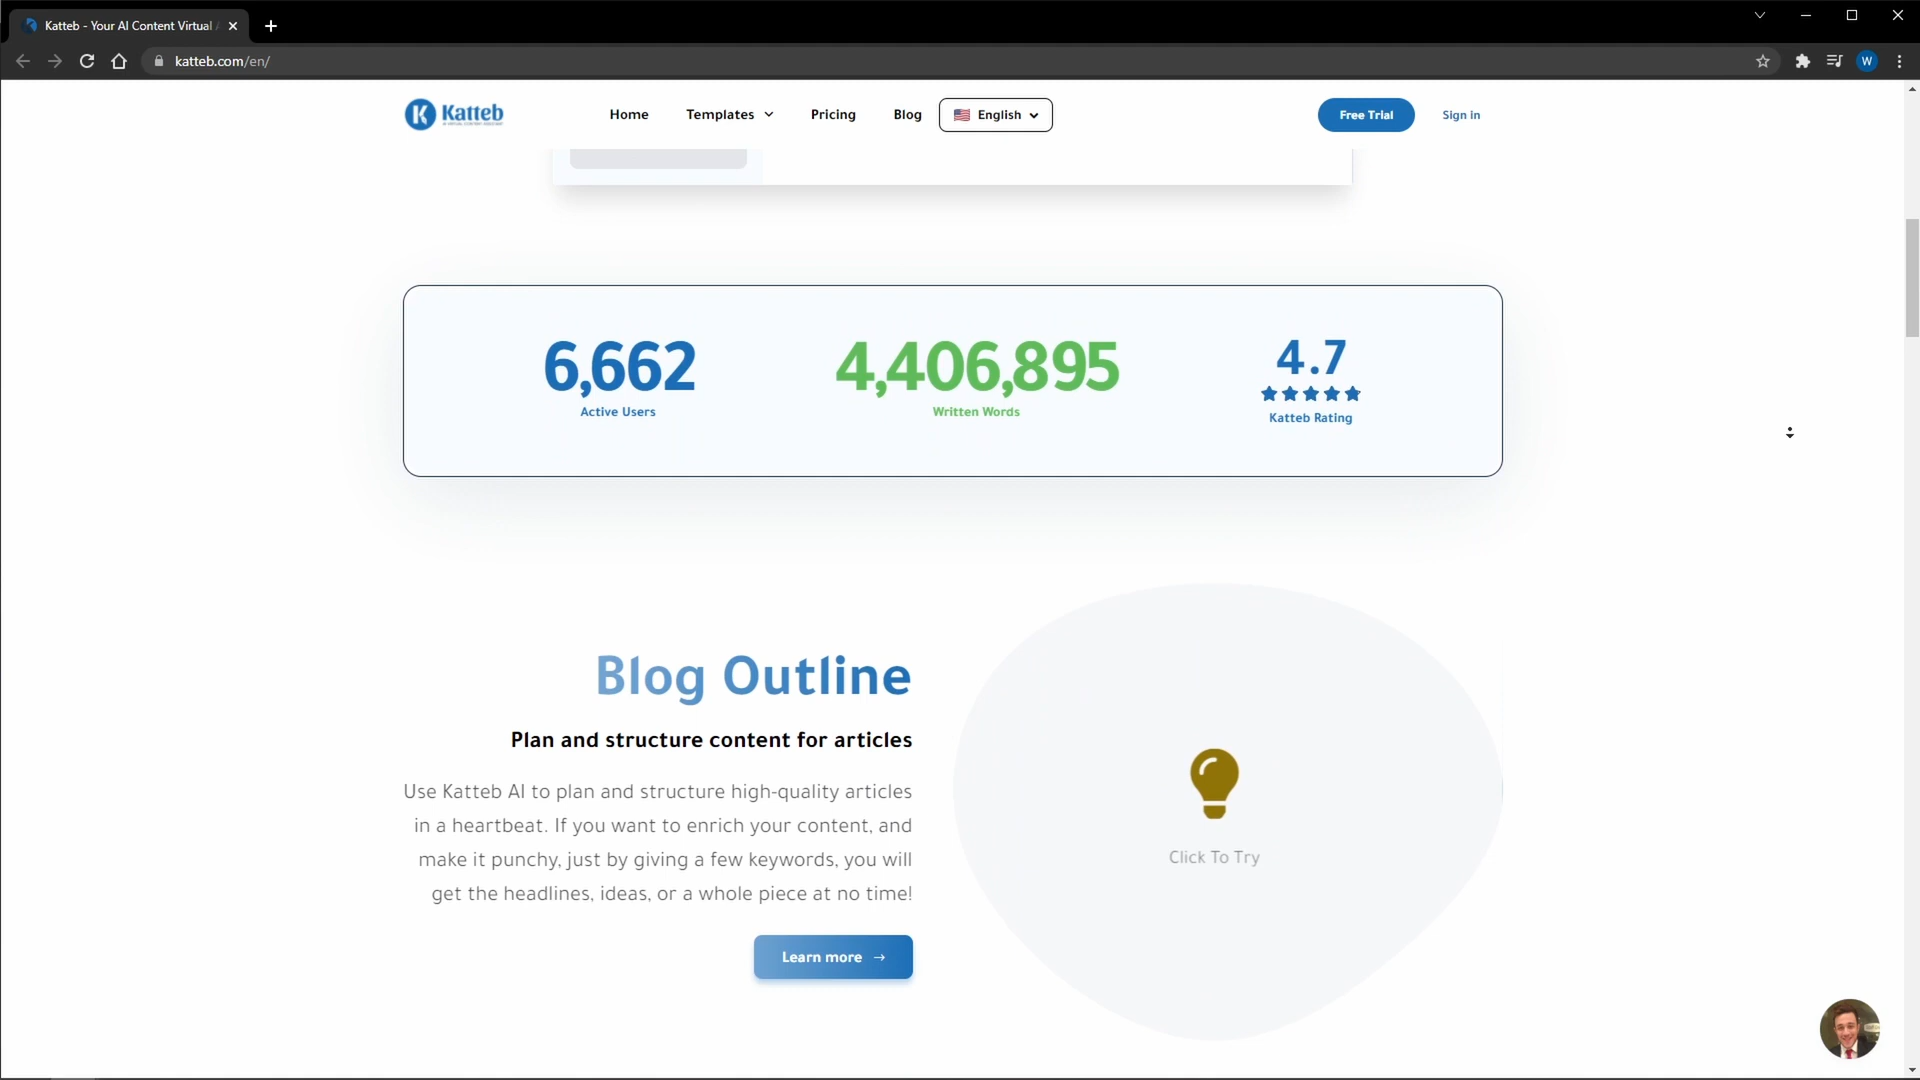 Katteb - Your AI Content Virtual
katteb.com/en/
W
Katteb
Home
Templates
Pricing
Blog
English
Free Trial
Sign in
6,662
Active Users
4,406,895
Written Words
4.7
Katteb Rating
Blog Outline
Plan and structure content for articles
Use Katteb AI to plan and structure high-quality articles
in a heartbeat. If you want to enrich your content, and
make it punchy, just by giving a few keywords, you will
get the headlines, ideas, or a whole piece at no time!
Learn more →
Click To Try